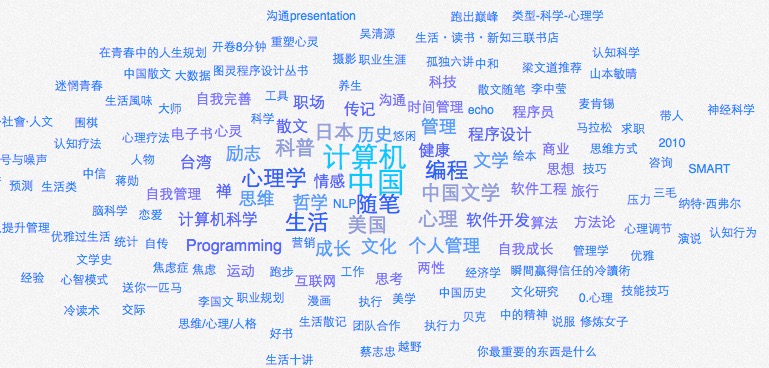 沟通presentation
跑出巅峰 类型-科学-心理学
吴清源
重塑心灵
生活·读书·新知三联书店
在青春中的人生规划 开卷8分钟
摄影 职业生涯
孤独六讲 中和
认知科学
中国散文 大数据 图灵程序设计丛书
梁文道推荐
山本敏晴
迷惘青春
养生
科技
散文随笔 李中莹
生活風味 大师
自我完善 工具
职场 传记 沟通 时间管理 echo
程序员
麦肯锡
带人
神经科学
社會·人文 围棋
科学
散文 日本 历史 悠闲 管理
程序设计
马拉松 求职
认知疗法
心理疗法 电子书 心灵
科普
计算机
健康
商业
思维方式
2010
号与噪声
人物
台湾
励志
文学 绘本
思想 技巧
咨询
SMART
预测 生活类
中信
蒋勋
心理学 情感 中国
编程
自我管理 禅
思维
哲学 NLP 随笔
中国文学 软件工程 旅行
压力 三毛
纳特·西弗尔
脑科学 恋爱
计算机科学
生活
美国
心理 软件开发 算法 方法论 心理调节
演说
认知行为
提升管理
优雅过生活 统计 自传
Programming 营销 成长 文化 个人管理 自我成长 管理学
优雅
文学史
焦虑症 焦虑 运动 跑步
互联网
工作
思考
两性
经济学 瞬間贏得信任的冷讀術
经验 心智模式
送你一匹马
李国文 职业规划
漫画
执行 美学
中国历史 文化研究
0.心理 技能技巧
冷读术 交际
思维/心理/人格
好书
生活散记
团队合作
执行力
贝克
中的精神 说服 修炼女子
生活十讲
蔡志忠 越野
你最重要的东西是什么